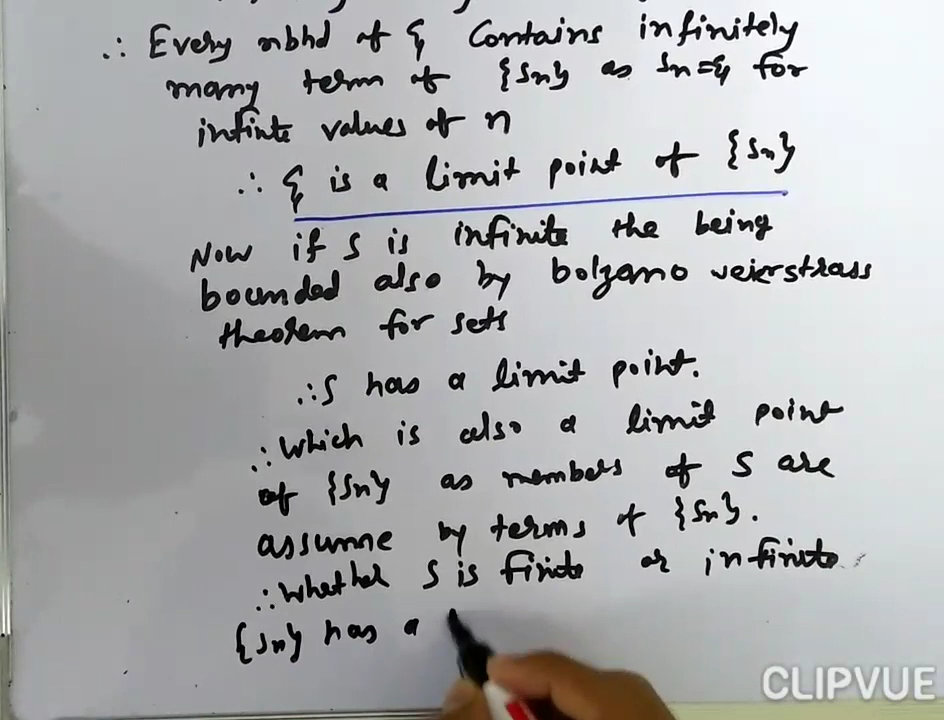 ∴ Every nbhd of ξ Contains infinitely
many term of {Sn} as Sn=ξ for
infinte values of n
∴ ξ is a limit point of {Sn}
Now if S is infinite the being
bounded also by bolzano weierstrass
theorem for sets
∴ S has a limit point.
∴ Which is also a limit point
of {Sn} as members of S are
assume by terms of {Sn}.
∴ Whether S is finite or infinite
{Sn} has a
CLIPVUE